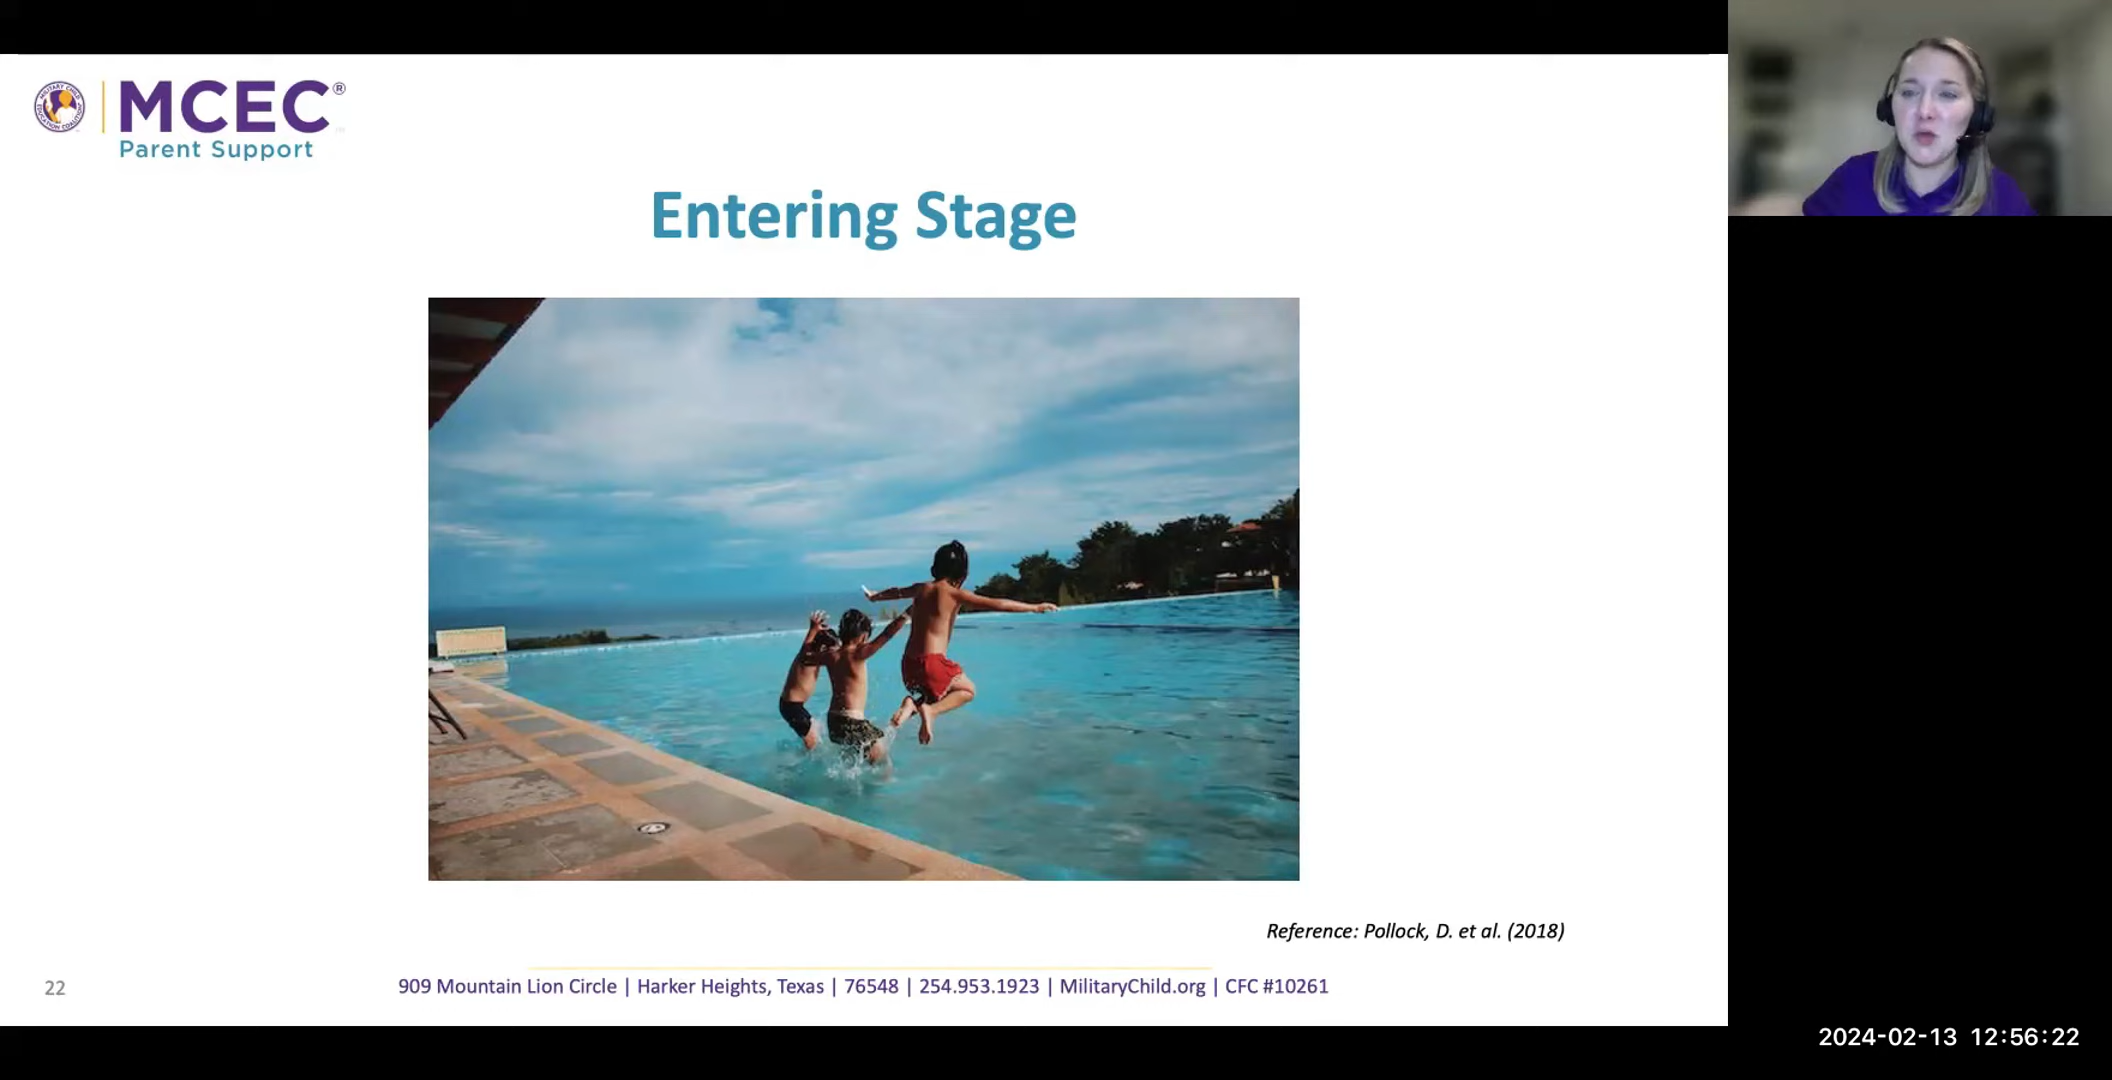 MCEC®
Parent Support
Entering Stage
Reference: Pollock, D. et al. (2018)
22
909 Mountain Lion Circle | Harker Heights, Texas | 76548 | 254.953.1923 | MilitaryChild.org | CFC #10261
2024-02-13 12:56:22